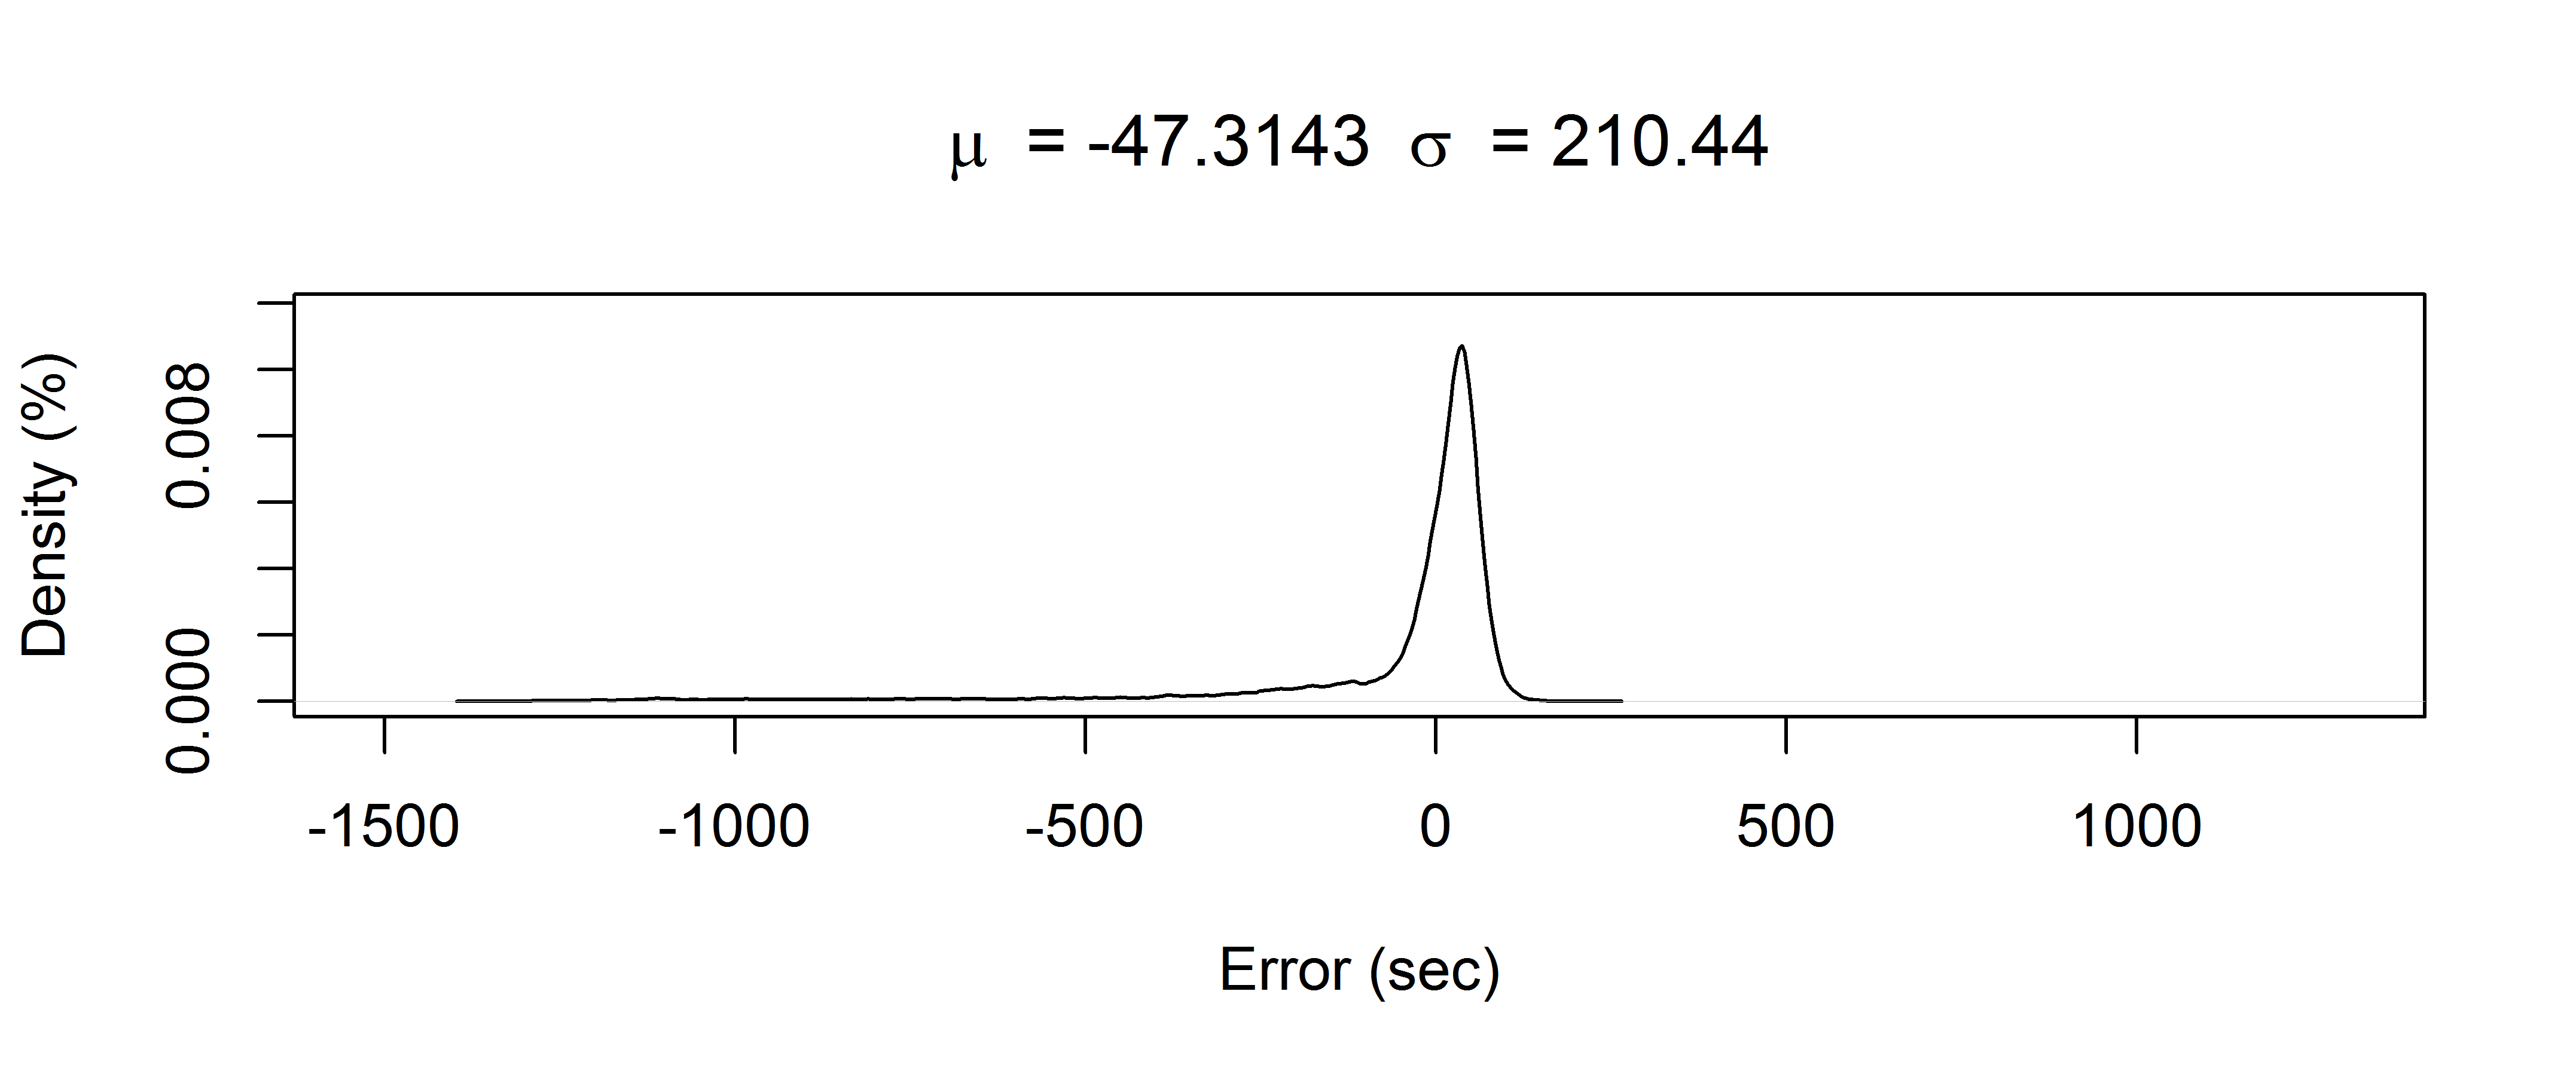 μ = -47.3143 σ = 210.44
Density (%)
0.008
0.000
-1500 -1000 -500 0 500 1000
Error (sec)